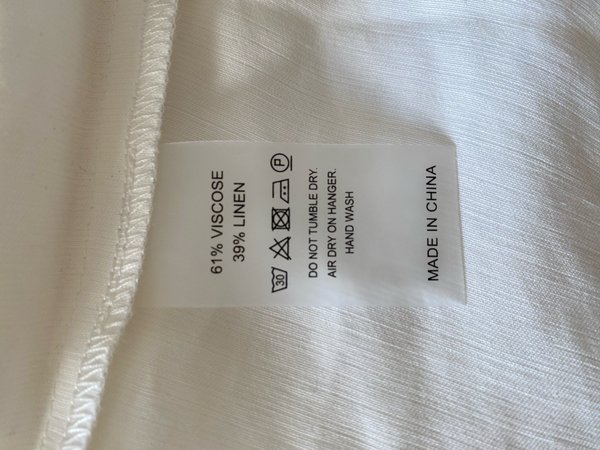 61% VISCOSE
39% LINEN
30 P
DO NOT TUMBLE DRY.
AIR DRY ON HANGER.
HAND WASH
MADE IN CHINA